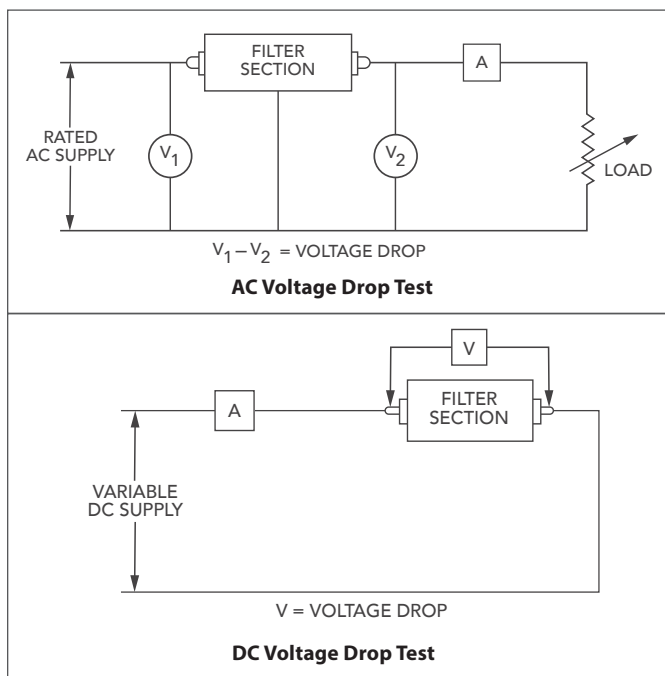 FILTER
SECTION
A
RATED
AC SUPPLY
V1
V2
LOAD
V1 – V2 = VOLTAGE DROP
AC Voltage Drop Test
V
A
FILTER
SECTION
VARIABLE
DC SUPPLY
V = VOLTAGE DROP
DC Voltage Drop Test